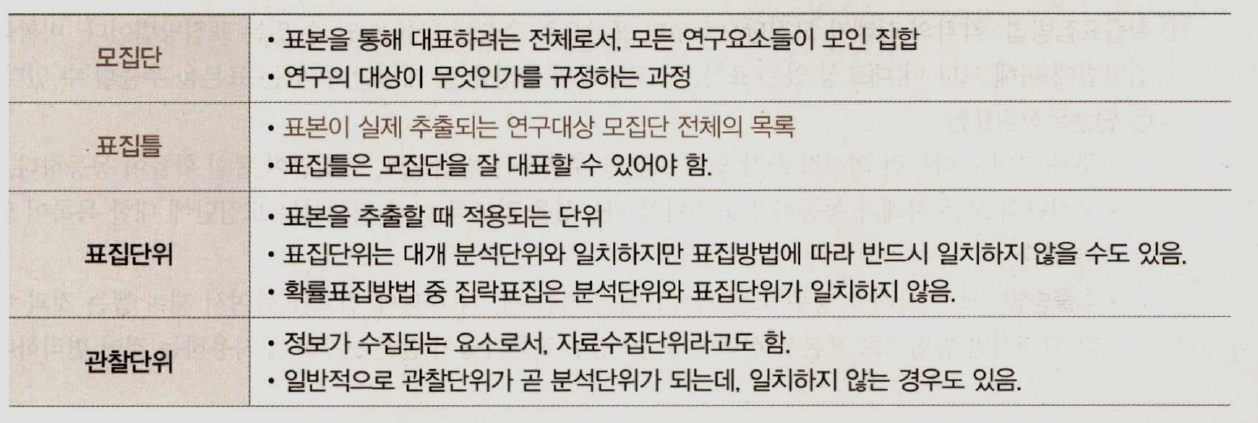 모집단
• 표본을 통해 대표하려는 전체로서, 모든 연구요소들이 모인 집합
• 연구의 대상이 무엇인가를 규정하는 과정
표집틀
• 표본이 실제 추출되는 연구대상 모집단 전체의 목록
• 표집틀은 모집단을 잘 대표할 수 있어야 함.
표집단위
• 표본을 추출할 때 적용되는 단위
• 표집단위는 대개 분석단위와 일치하지만 표집방법에 따라 반드시 일치하지 않을 수도 있음.
• 확률표집방법 중 집락표집은 분석단위와 표집단위가 일치하지 않음.
관찰단위
• 정보가 수집되는 요소로서, 자료수집단위라고도 함.
• 일반적으로 관찰단위가 곧 분석단위가 되는데, 일치하지 않는 경우도 있음.